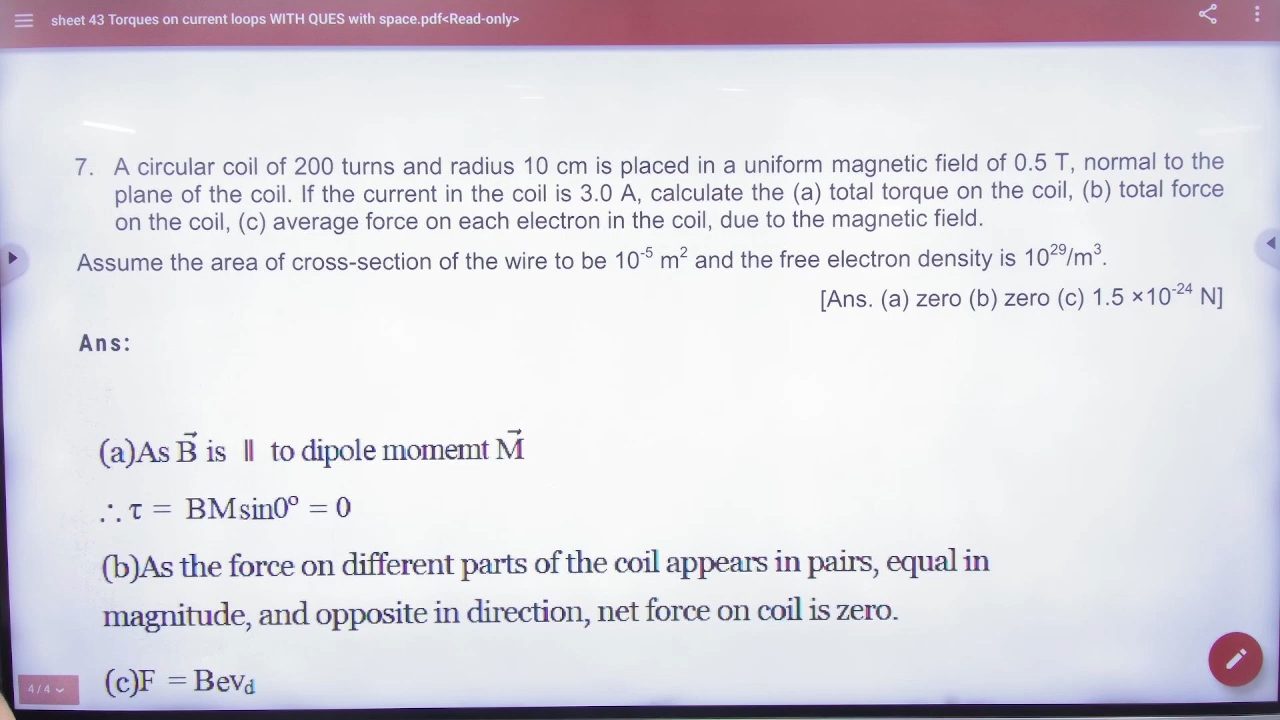 sheet 43 Torques on current loops WITH QUES with space.pdf<Read-only>
7. A circular coil of 200 turns and radius 10 cm is placed in a uniform magnetic field of 0.5 T, normal to the
plane of the coil. If the current in the coil is 3.0 A, calculate the (a) total torque on the coil, (b) total force
on the coil, (c) average force on each electron in the coil, due to the magnetic field.
Assume the area of cross-section of the wire to be 10⁻⁵ m² and the free electron density is 10²⁹/m³.
[Ans. (a) zero (b) zero (c) 1.5 ×10⁻²⁴ N]
Ans:
(a)As B⃗ is ∥ to dipole momemt M⃗
∴ τ = BMsin0° = 0
(b)As the force on different parts of the coil appears in pairs, equal in
magnitude, and opposite in direction, net force on coil is zero.
(c)F = Bev_d
4/4